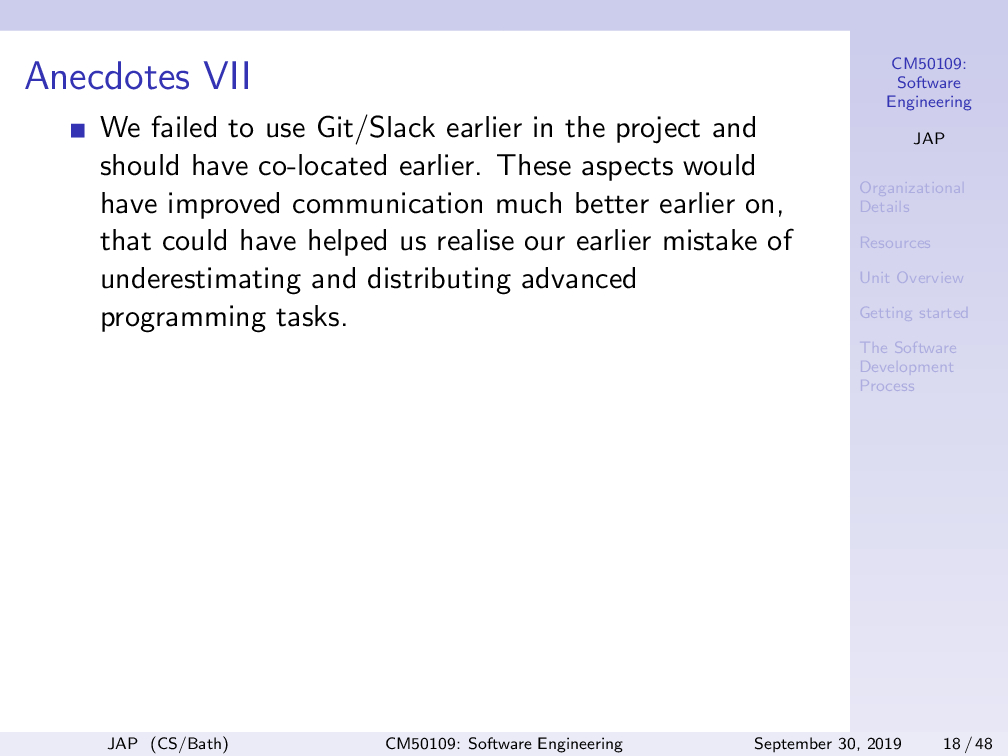 Anecdotes VII
We failed to use Git/Slack earlier in the project and
should have co-located earlier. These aspects would
have improved communication much better earlier on,
that could have helped us realise our earlier mistake of
underestimating and distributing advanced
programming tasks.
CM50109:
Software
Engineering
JAP
Organizational
Details
Resources
Unit Overview
Getting started
The Software
Development
Process
JAP (CS/Bath)
CM50109: Software Engineering
September 30, 2019
18 / 48